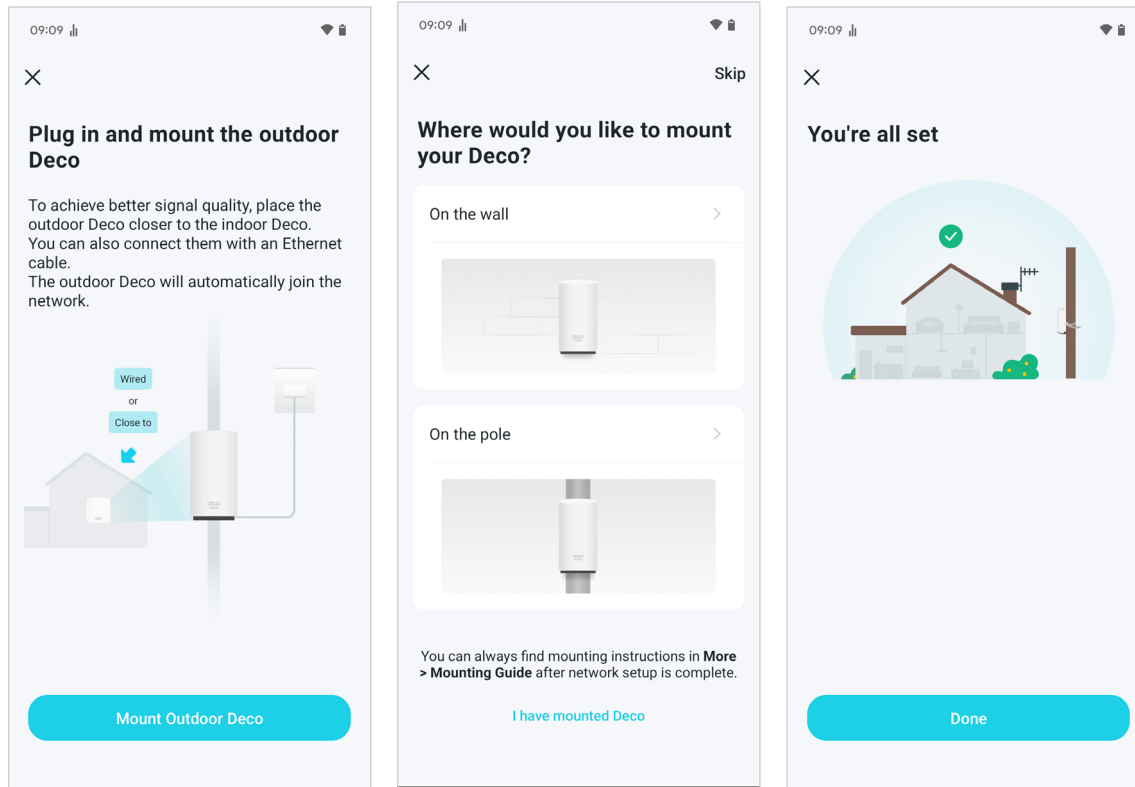 09:09
Plug in and mount the outdoor
Deco
To achieve better signal quality, place the
outdoor Deco closer to the indoor Deco.
You can also connect them with an Ethernet
cable.
The outdoor Deco will automatically join the
network.
Wired
or
Close to
deco
deco
Mount Outdoor Deco
09:09
Skip
Where would you like to mount
your Deco?
On the wall
deco
On the pole
deco
You can always find mounting instructions in More
> Mounting Guide after network setup is complete.
I have mounted Deco
09:09
You're all set
Done